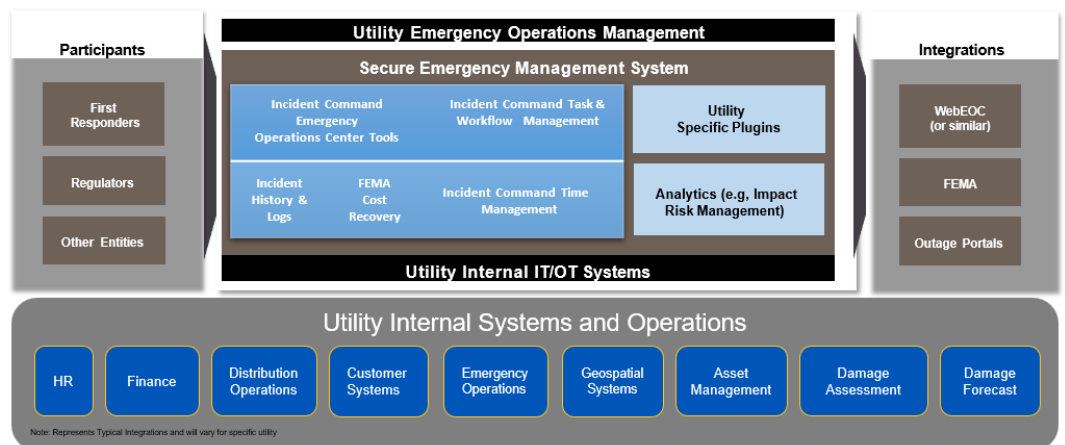 Participants
First
Responders
Regulators
Other Entities
Utility Emergency Operations Management
Secure Emergency Management System
Incident Command
Emergency
Operations Center Tools
Incident Command Task &
Workflow Management
Incident
History &
Logs
FEMA
Cost
Recovery
Incident Command Time
Management
Utility
Specific Plugins
Analytics (e.g, Impact
Risk Management)
Utility Internal IT/OT Systems
Integrations
WebEOC
(or similar)
FEMA
Outage Portals
Utility Internal Systems and Operations
HR
Finance
Distribution
Operations
Customer
Systems
Emergency
Operations
Geospatial
Systems
Asset
Management
Damage
Assessment
Damage
Forecast
Note: Represents Typical Integrations and will vary for specific utility